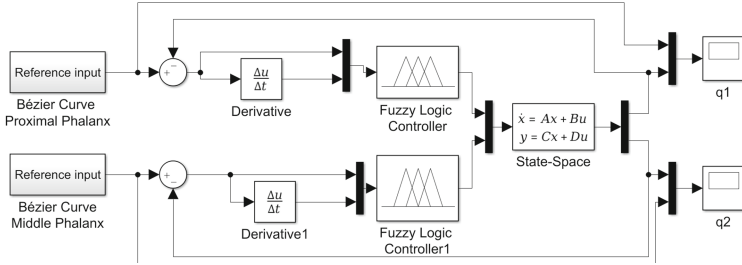 Reference input
Bézier Curve
Proximal Phalanx
+
−
Δu
Δt
Derivative
Fuzzy Logic
Controller
ẋ = Ax + Bu
y = Cx + Du
State-Space
q1
Reference input
Bézier Curve
Middle Phalanx
+
−
Δu
Δt
Derivative1
Fuzzy Logic
Controller1
q2